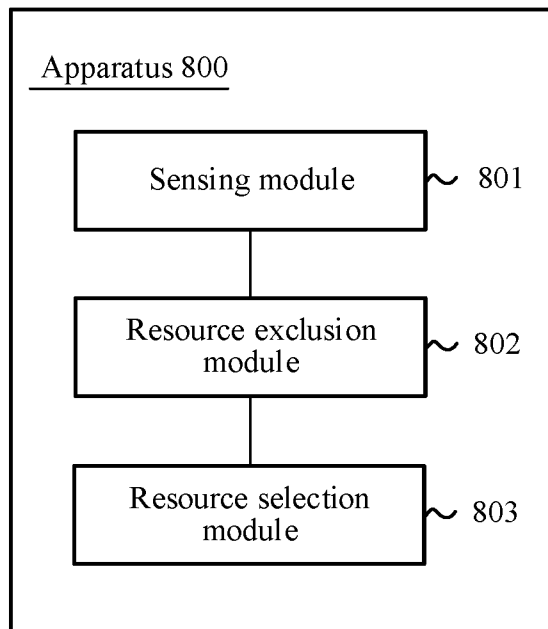 Apparatus 800
Sensing module
801
Resource exclusion
module
802
Resource selection
module
803